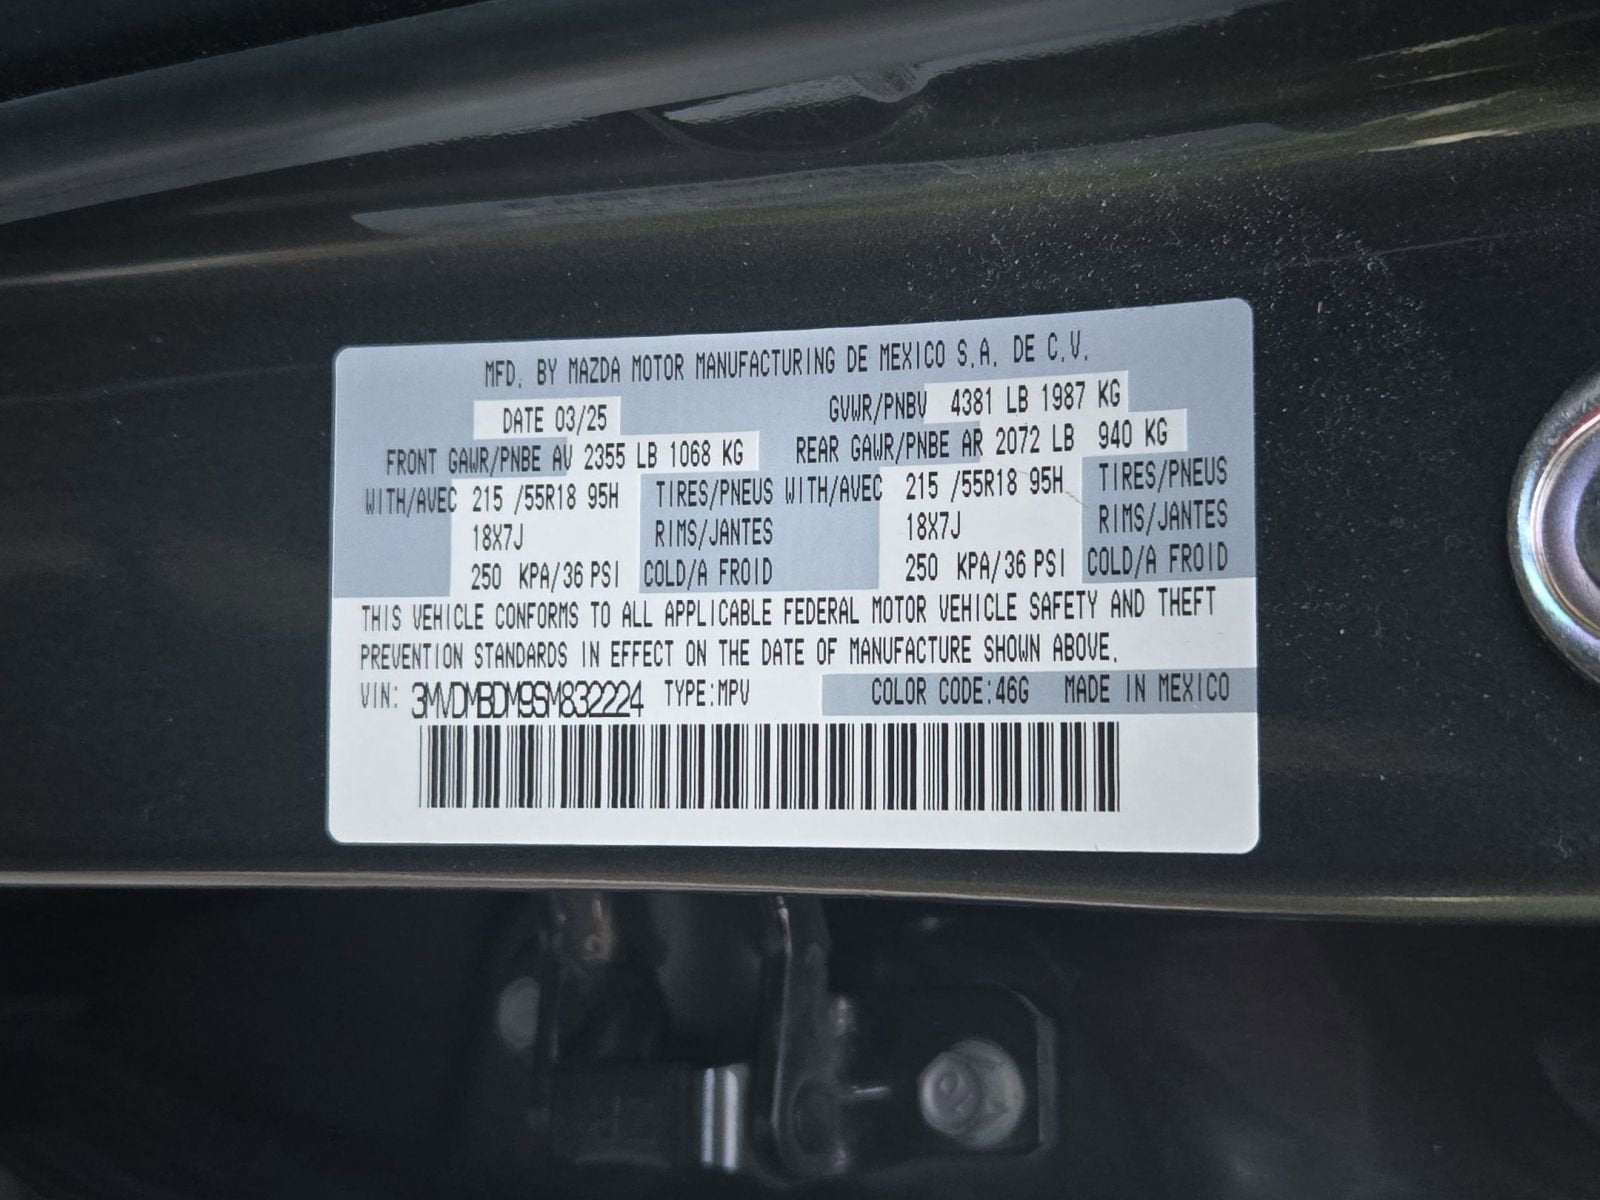 MFD. BY MAZDA MOTOR MANUFACTURING DE MEXICO S.A. DE C.V.
DATE 03/25 GVWR/PNBV 4381 LB 1987 KG
FRONT GAWR/PNBE AV 2355 LB 1068 KG REAR GAWR/PNBE AR 2072 LB 940 KG
WITH/AVEC 215 /55R18 95H TIRES/PNEUS WITH/AVEC 215 /55R18 95H TIRES/PNEUS
18X7J RIMS/JANTES 18X7J RIMS/JANTES
250 KPA/36 PSI COLD/A FROID 250 KPA/36 PSI COLD/A FROID
THIS VEHICLE CONFORMS TO ALL APPLICABLE FEDERAL MOTOR VEHICLE SAFETY AND THEFT
PREVENTION STANDARDS IN EFFECT ON THE DATE OF MANUFACTURE SHOWN ABOVE.
VIN: 3MVDMBDM9SM832224 TYPE:MPV COLOR CODE:46G MADE IN MEXICO